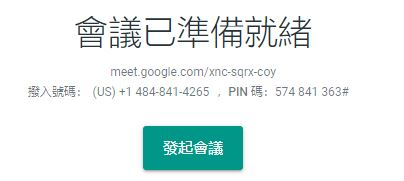 會議已準備就緒
meet.google.com/xnc-sqrx-coy
撥入號碼： (US) +1 484-841-4265 ，PIN 碼：574 841 363#
發起會議